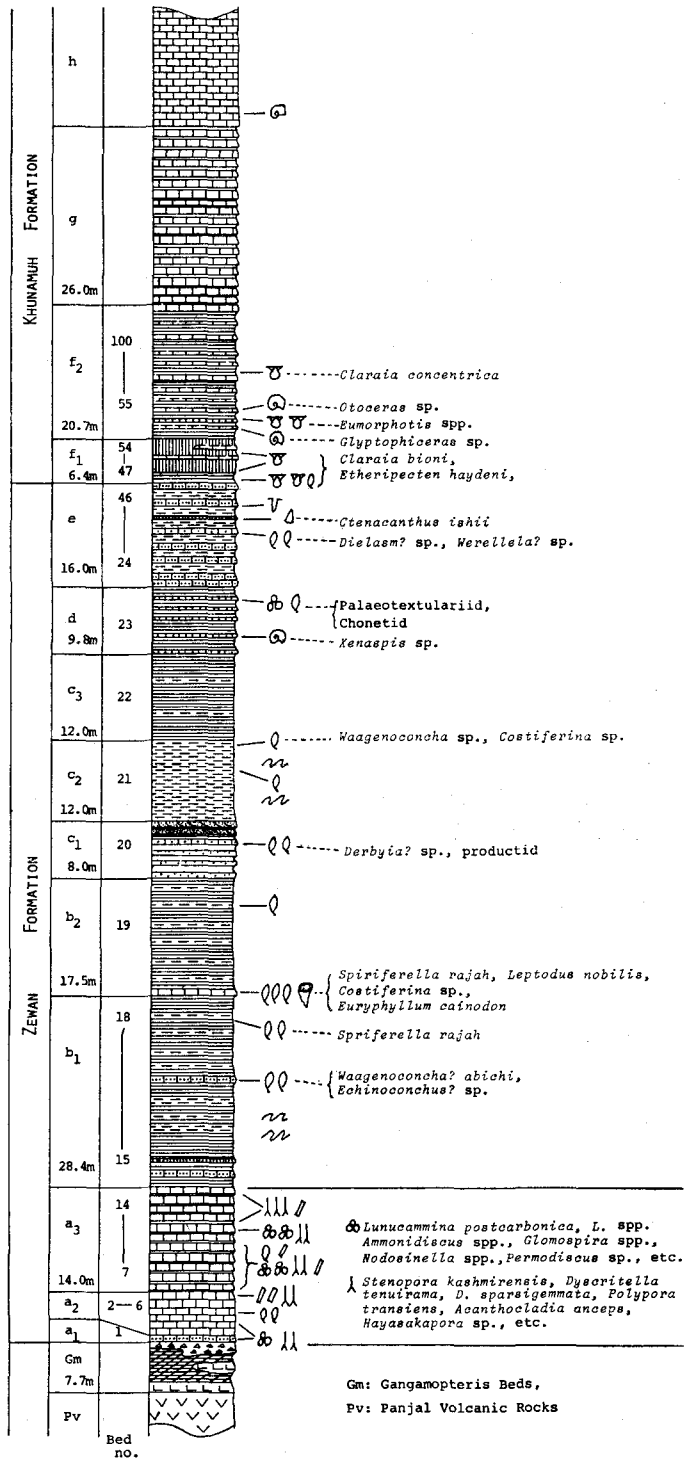 KHUNAMUH FORMATION
h
g
26.0m
f2
100
55
20.7m
Claraia concentrica
Otoceras sp.
Eumorphotis spp.
Glyptophiceras sp.
f1
54
47
6.4m
Claraia bioni,
Etheripecten haydeni,
ZEWAN FORMATION
e
46
24
16.0m
Ctenacanthus ishii
Dielasm? sp., Werellela? sp.
d
23
9.8m
Palaeotextulariid,
Chonetid
Xenaspis sp.
c3
22
12.0m
Waagenoconcha sp., Costiferina sp.
c2
21
12.0m
c1
20
8.0m
Derbyia? sp., productid
b2
19
17.5m
Spiriferella rajah, Leptodus nobilis,
Costiferina sp.,
Euryphyllum cainodon
b1
18
15
28.4m
Spriferella rajah
Waagenoconcha? abichi,
Echinoconchus? sp.
a3
14
7
14.0m
a2
2—6
a1
1
Lunucammina postcarbonica, L. spp.
Ammonidiscus spp., Glomospira spp.,
Nodosinella spp., Permodiscus sp., etc.
Stenopora kashmirensis, Dyscritella
tenuirama, D. sparsigemmata, Polypora
transiens, Acanthocladia anceps,
Hayasakapora sp., etc.
Gm
7.7m
Pv
Bed
no.
Gm: Gangamopteris Beds,
Pv: Panjal Volcanic Rocks